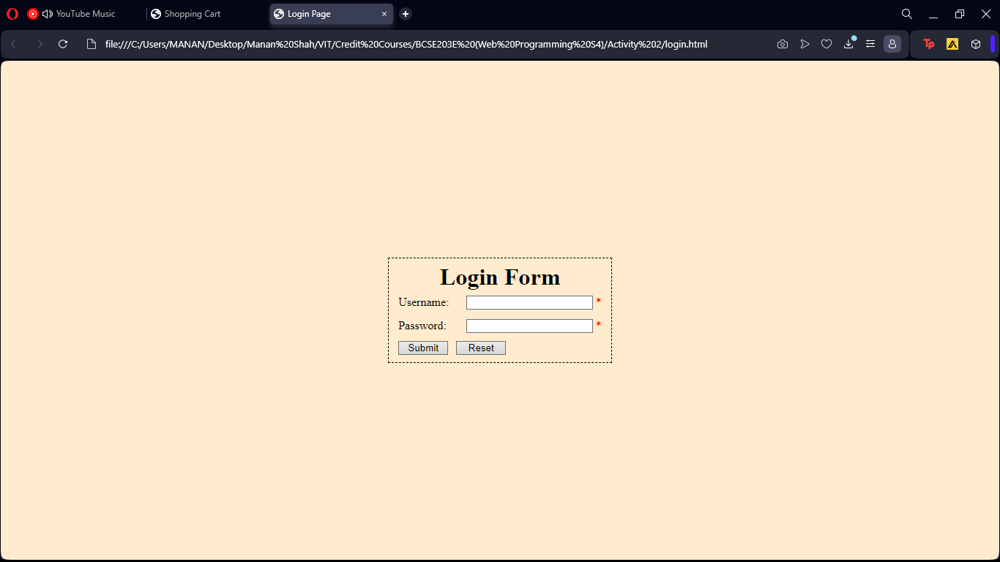 YouTube Music
Shopping Cart
Login Page
file:///C:/Users/MANAN/Desktop/Manan%20Shah/VIT/Credit%20Courses/BCSE203E%20(Web%20Programming%20S4)/Activity%202/login.html
Tp
Login Form
Username: *
Password: *
Submit Reset